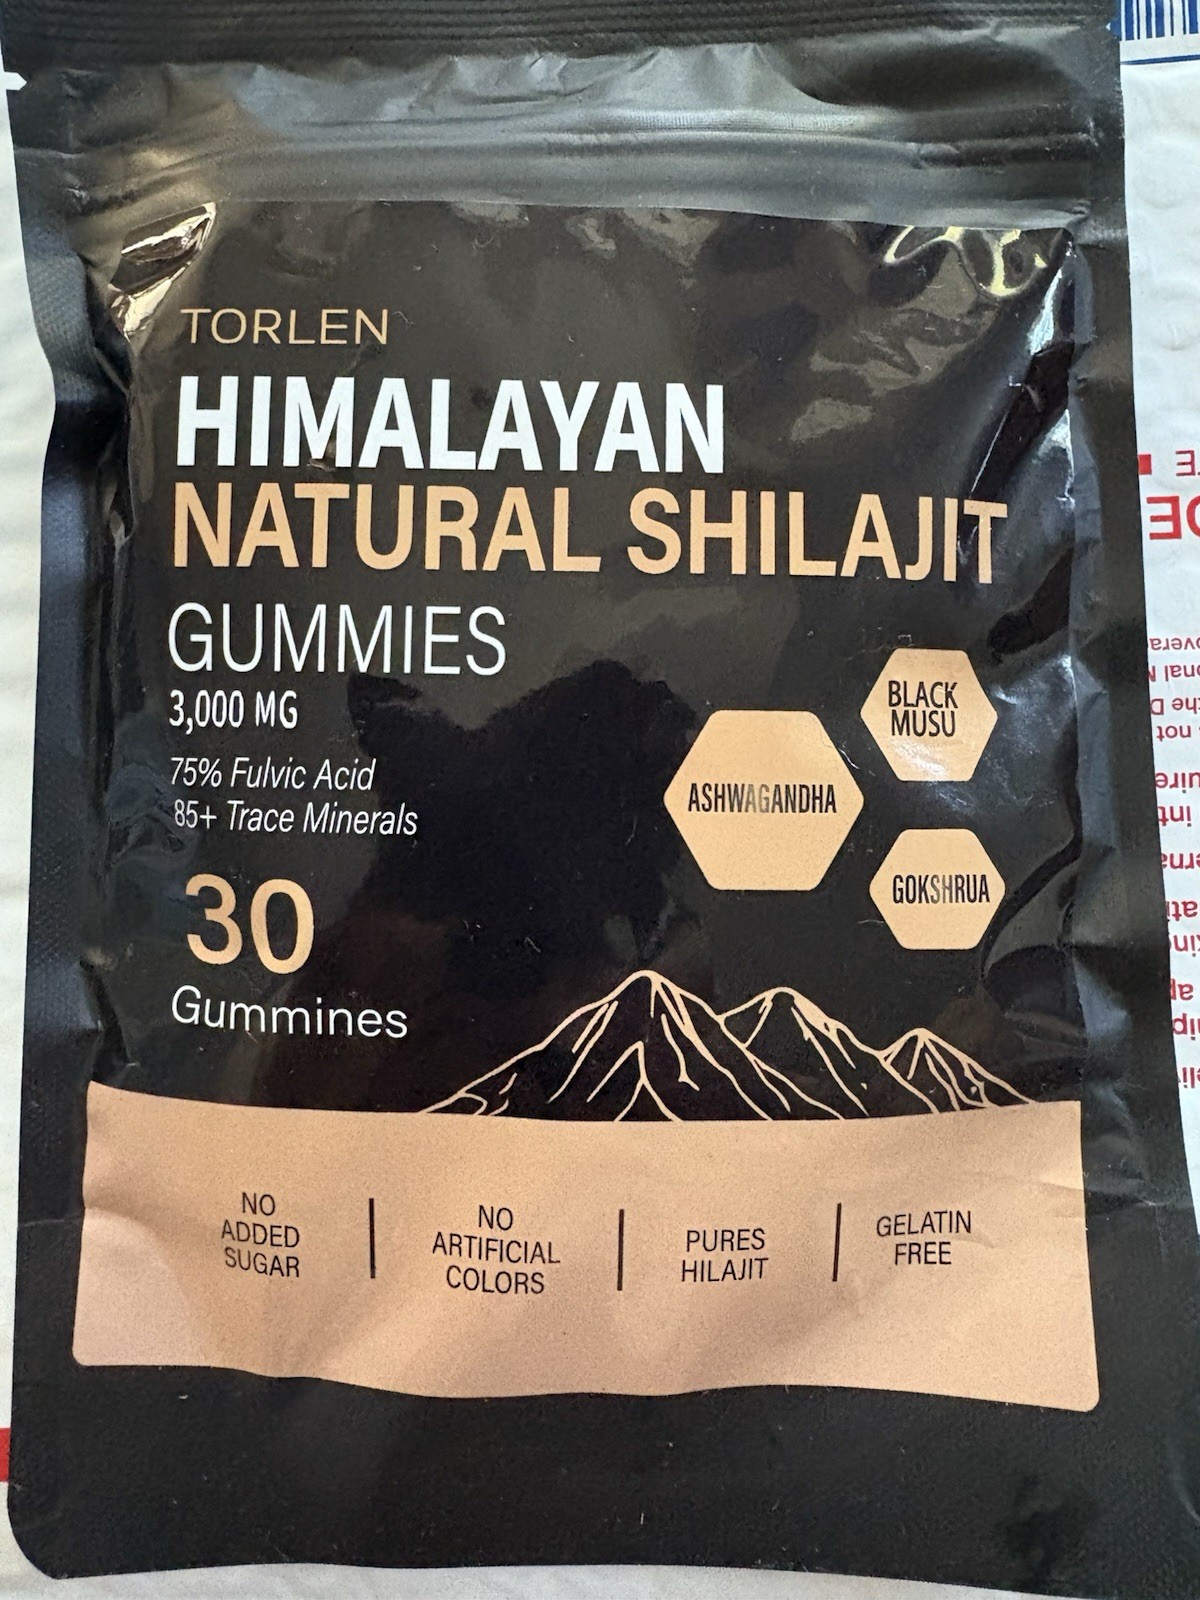 TORLEN
HIMALAYAN
NATURAL SHILAJIT
GUMMIES
3,000 MG
75% Fulvic Acid
85+ Trace Minerals
30
Gummines
BLACK
MUSU
ASHWAGANDHA
GOKSHRUA
NO
ADDED
SUGAR
NO
ARTIFICIAL
COLORS
PURES
HILAJIT
GELATIN
FREE